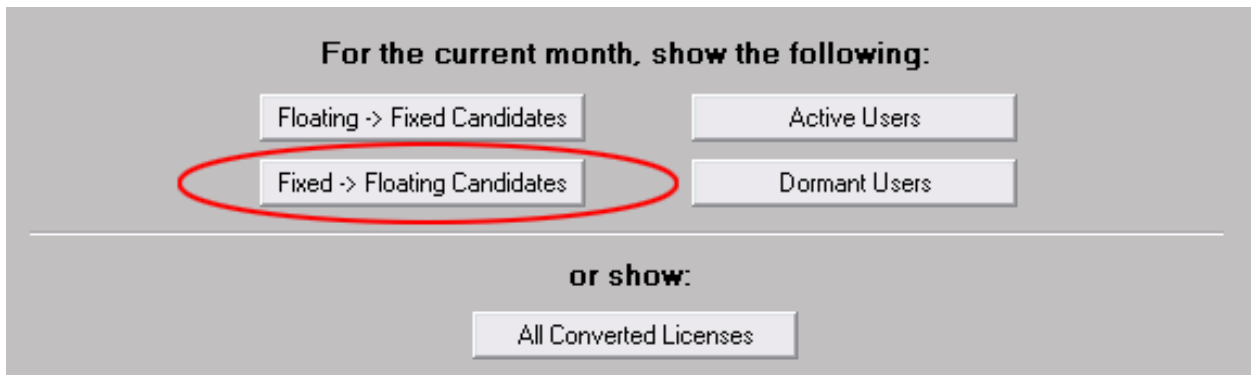 For the current month, show the following:
Floating -> Fixed Candidates
Active Users
Fixed -> Floating Candidates
Dormant Users
or show:
All Converted Licenses